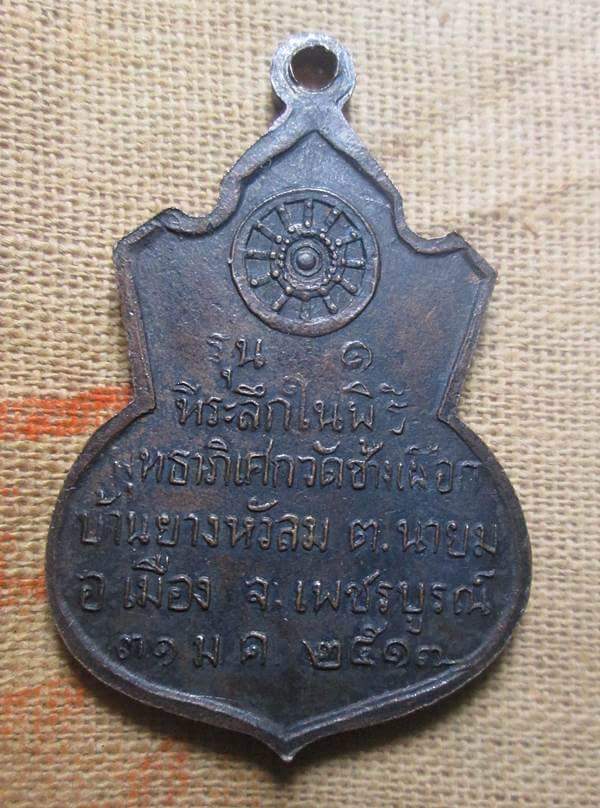 รุ่น ๑
ที่ระลึกในพิธี
พุทธาภิเศกวัดช้างเผือก
บ้านยางหัวลม ต.นายม
อ.เมือง จ.เพชรบูรณ์
๓๑ ม ค ๒๕๑๗